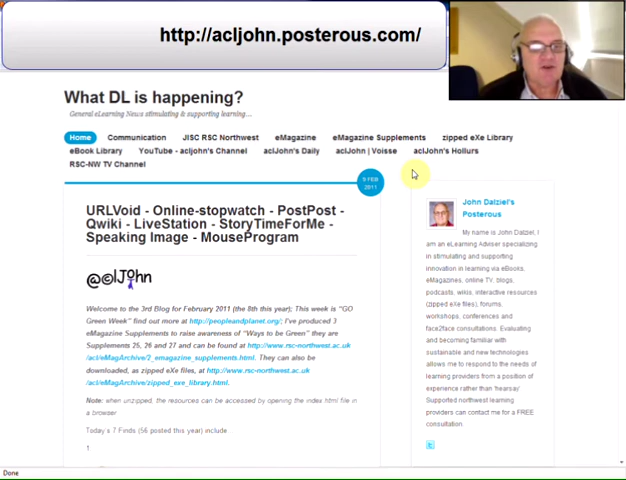 http://acljohn.posterous.com/
What DL is happening?
General eLearning News stimulating & supporting learning...
Home Communication JISC RSC Northwest eMagazine eMagazine Supplements zipped eXe Library
eBook Library YouTube - acljohn's Channel acIJohn's Daily acIJohn | Voisse acIJohn's Hollurs
RSC-NW TV Channel
5 FEB
2011
URLVoid - Online-stopwatch - PostPost -
Qwiki - LiveStation - StoryTimeForMe -
Speaking Image - MouseProgram
@clJohn
Welcome to the 3rd Blog for February 2011 (the 8th this year); This week is "GO
Green Week" find out more at http://peopleandplanet.org/; I've produced 3
eMagazine Supplements to raise awareness of "Ways to be Green" they are
Supplements 25, 26 and 27 and can be found at http://www.rsc-northwest.ac.uk
/acl/eMagArchive/2_emagazine_supplements.html. They can also be
downloaded, as zipped eXe files, at http://www.rsc-northwest.ac.uk
/acl/eMagArchive/zipped_exe_library.html.
Note: when unzipped, the resources can be accessed by opening the index.html file in
a browser
Today's 7 Finds (56 posted this year) include
1
John Dalziel's
Posterous
My name is John Dalziel, I
am an eLearning Adviser specializing
in stimulating and supporting
innovation in learning via eBooks,
eMagazines, online TV, blogs,
podcasts, wikis, interactive resources
(zipped eXe files), forums,
workshops, conferences and
face2face consultations. Evaluating
and becoming familiar with
sustainable and new technologies
allows me to respond to the needs of
learning providers from a position of
experience rather than 'hearsay'
Supported northwest learning
providers can contact me for a FREE
consultation.
Done